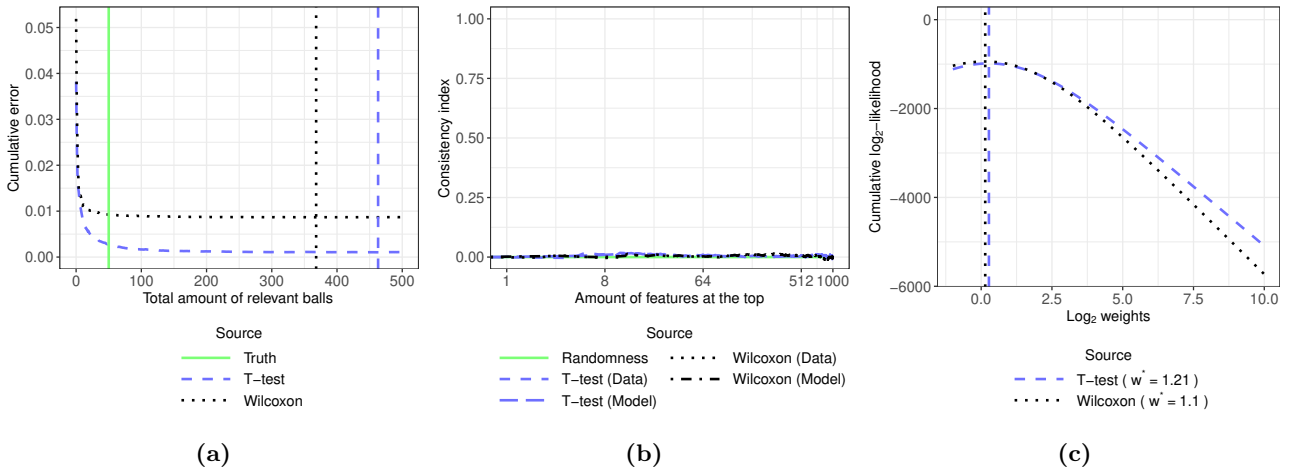 Cumulative error
0.05
0.04
0.03
0.02
0.01
0.00
0 100 200 300 400 500
Total amount of relevant balls
Source
Truth
T−test
Wilcoxon
(a)
Consistency index
1.00
0.75
0.50
0.25
0.00
1 8 64 512 1000
Amount of features at the top
Source
Randomness
T−test (Data)
T−test (Model)
Wilcoxon (Data)
Wilcoxon (Model)
(b)
Cumulative log₂−likelihood
0
−2000
−4000
−6000
0.0 2.5 5.0 7.5 10.0
Log₂ weights
Source
T−test ( w* = 1.21 )
Wilcoxon ( w* = 1.1 )
(c)